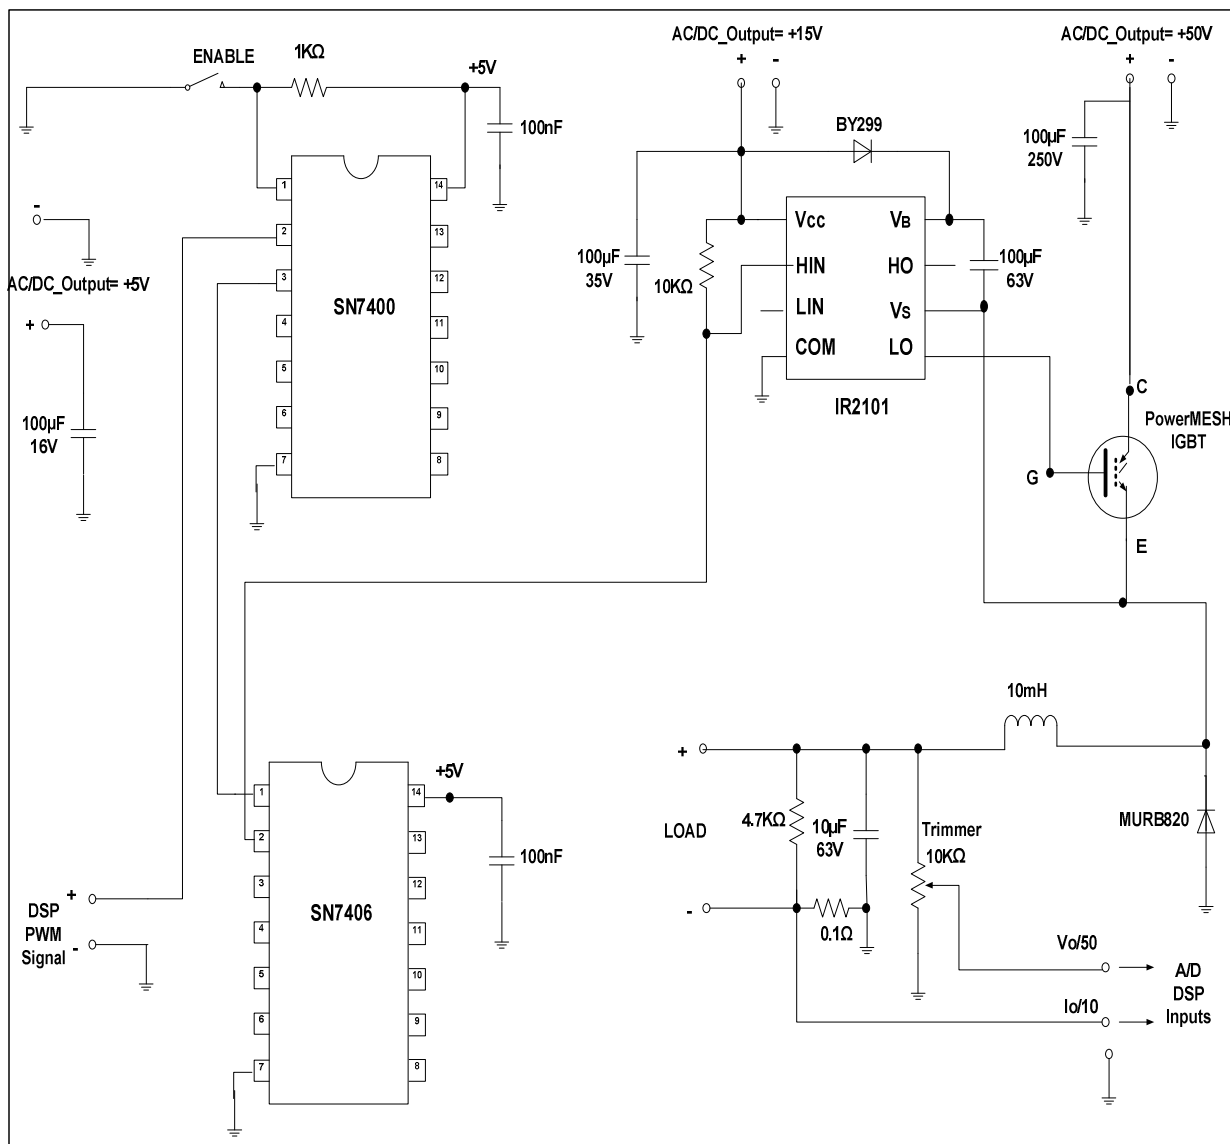 ENABLE
1KΩ
+5V
100nF
1
2
3
4
5
6
7
14
13
12
11
10
9
8
SN7400
-
AC/DC_Output= +5V
+
100µF
16V
AC/DC_Output= +15V
+ -
BY299
100µF
35V
10KΩ
Vcc
HIN
LIN
COM
VB
HO
Vs
LO
IR2101
100µF
63V
AC/DC_Output= +50V
+ -
100µF
250V
C
PowerMESH
IGBT
G
E
10mH
+
LOAD
-
4.7KΩ
10µF
63V
0.1Ω
Trimmer
10KΩ
MURB820
Vo/50
Io/10
A/D
DSP
Inputs
+5V
100nF
1
2
3
4
5
6
7
14
13
12
11
10
9
8
SN7406
DSP +
PWM
Signal -